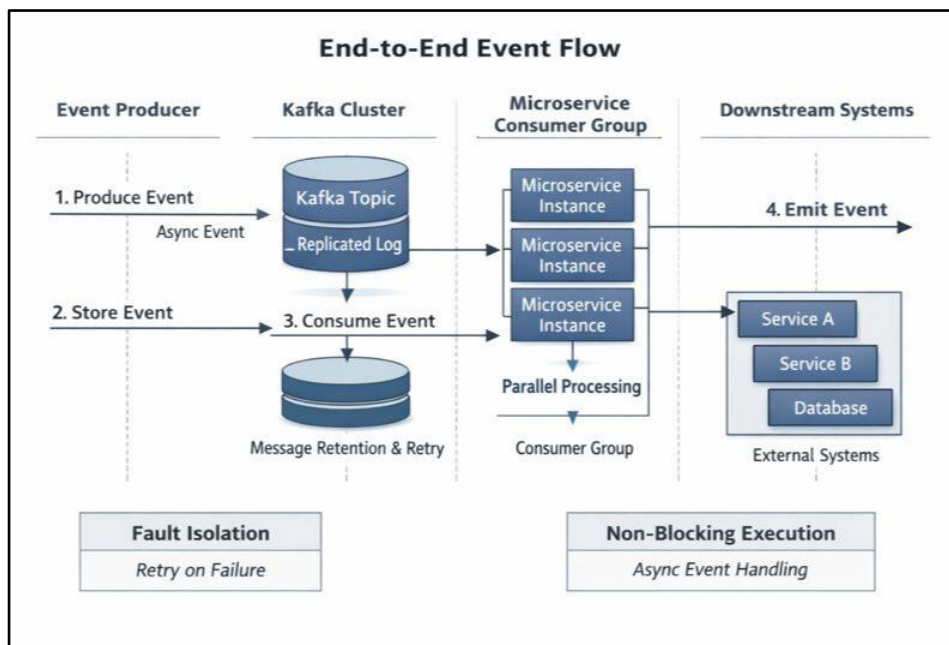 End-to-End Event Flow
Event Producer
Kafka Cluster
Microservice
Consumer Group
Downstream Systems
1. Produce Event
Async Event
Kafka Topic
Replicated Log
Microservice
Instance
Microservice
Instance
Microservice
Instance
4. Emit Event
2. Store Event
3. Consume Event
Parallel Processing
Consumer Group
Message Retention & Retry
Service A
Service B
Database
External Systems
Fault Isolation
Retry on Failure
Non-Blocking Execution
Async Event Handling